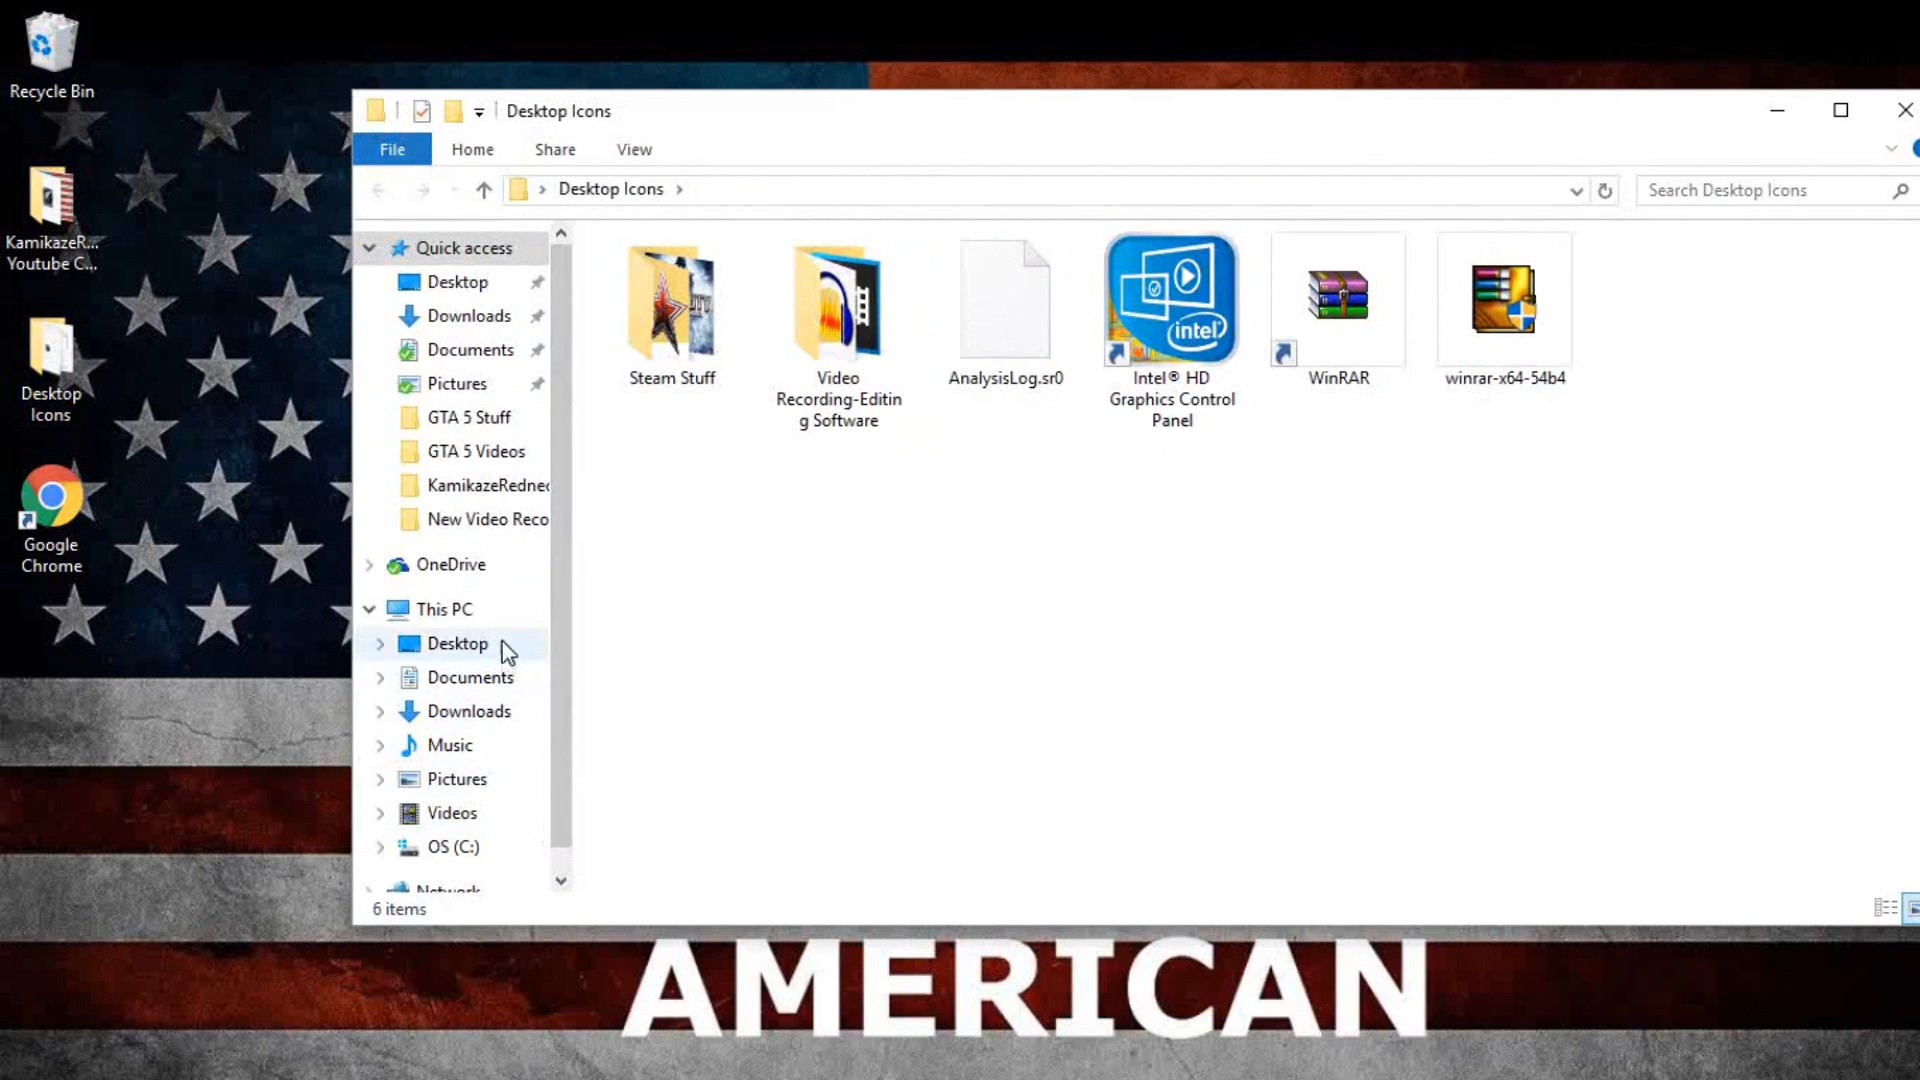 Recycle Bin
KamikazeR...
Youtube C...
Desktop
Icons
Google
Chrome
Desktop Icons
File
Home
Share
View
Desktop Icons
Search Desktop Icons
Quick access
Desktop
Downloads
Documents
Pictures
GTA 5 Stuff
GTA 5 Videos
KamikazeRednec
New Video Reco
OneDrive
This PC
Desktop
Documents
Downloads
Music
Pictures
Videos
OS (C:)
Network
6 items
Steam Stuff
Video
Recording-Editin
g Software
AnalysisLog.sr0
intel
Intel® HD
Graphics Control
Panel
WinRAR
winrar-x64-54b4
AMERICAN